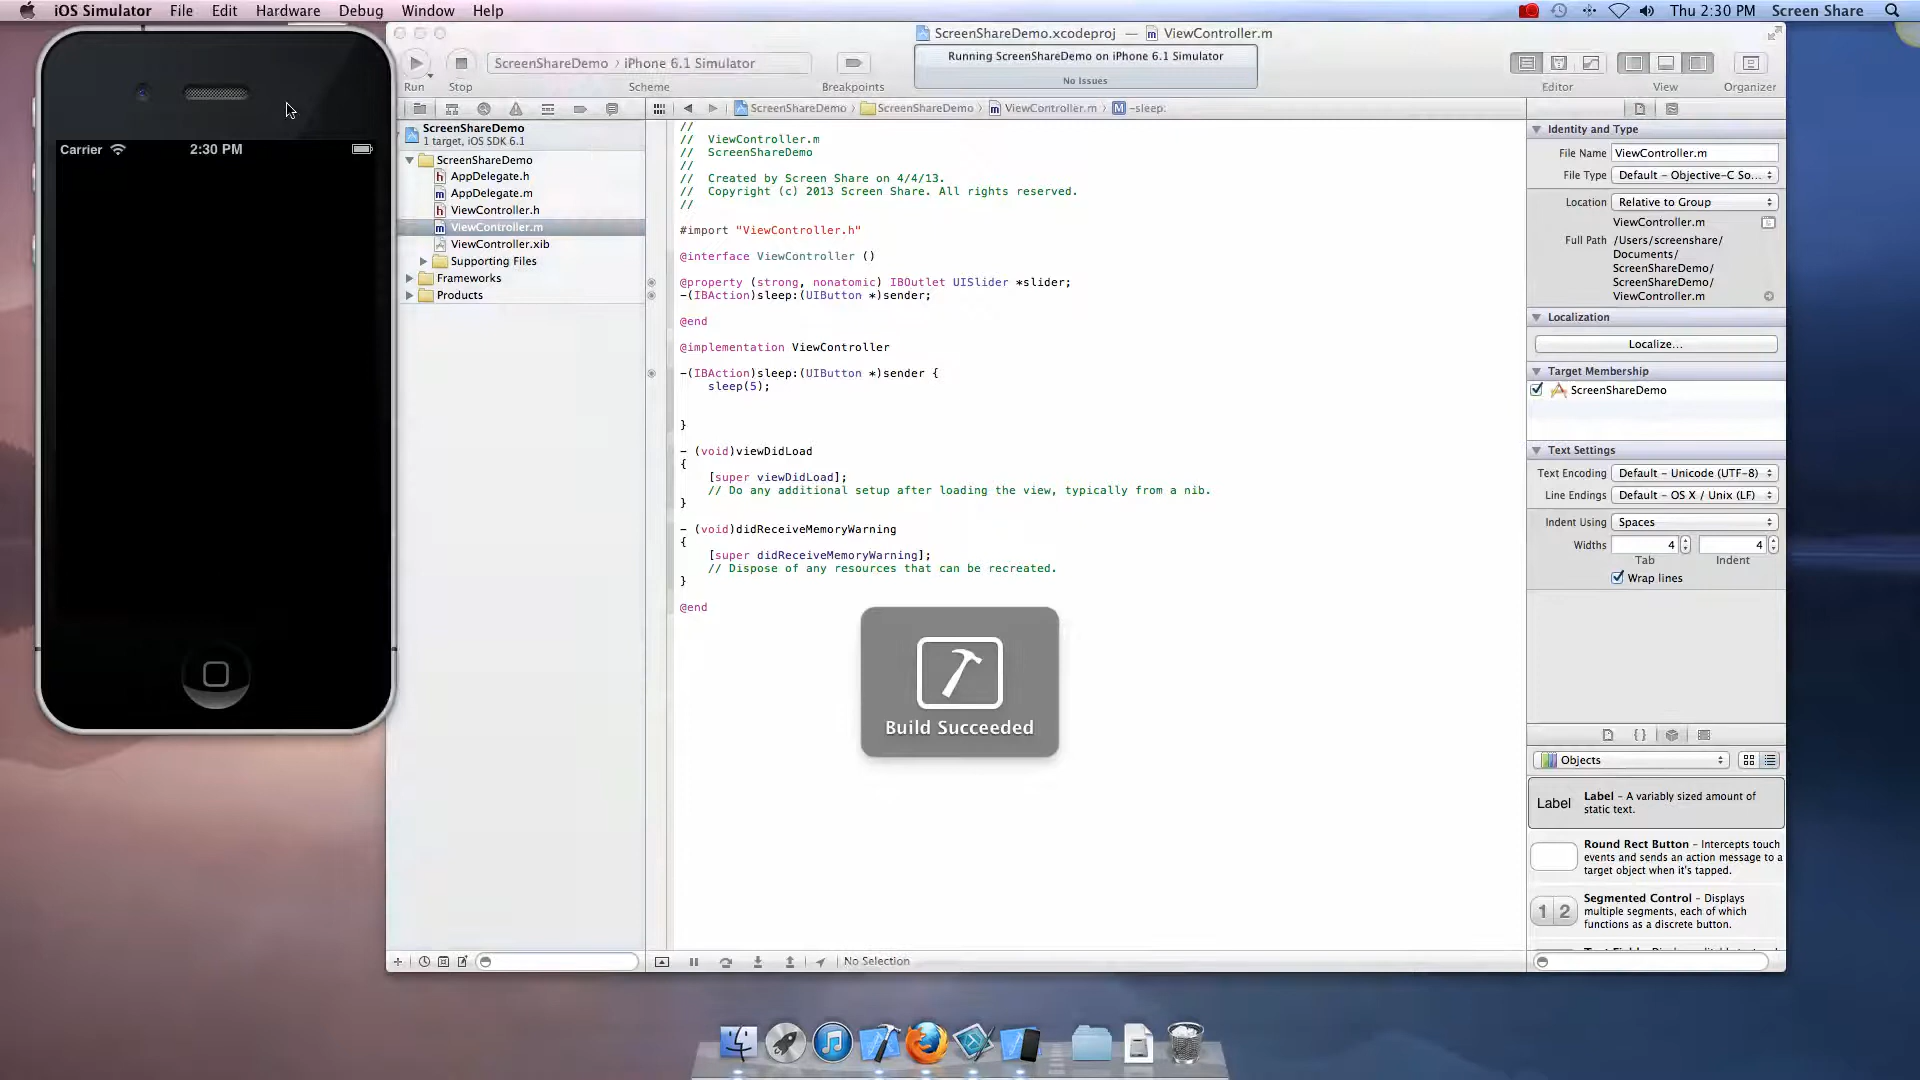 iOS Simulator File Edit Hardware Debug Window Help
Thu 2:30 PM Screen Share
ScreenShareDemo.xcodeproj — ViewController.m
ScreenShareDemo › iPhone 6.1 Simulator
Running ScreenShareDemo on iPhone 6.1 Simulator
No Issues
Run Stop Scheme Breakpoints Editor View Organizer
Carrier 2:30 PM
ScreenShareDemo
1 target, iOS SDK 6.1
ScreenShareDemo
AppDelegate.h
AppDelegate.m
ViewController.h
ViewController.m
ViewController.xib
Supporting Files
Frameworks
Products
ScreenShareDemo ScreenShareDemo ViewController.m M -sleep:
//
// ViewController.m
// ScreenShareDemo
//
// Created by Screen Share on 4/4/13.
// Copyright (c) 2013 Screen Share. All rights reserved.
//
#import "ViewController.h"
@interface ViewController ()
@property (strong, nonatomic) IBOutlet UISlider *slider;
-(IBAction)sleep:(UIButton *)sender;
@end
@implementation ViewController
-(IBAction)sleep:(UIButton *)sender {
sleep(5);
}
- (void)viewDidLoad
{
[super viewDidLoad];
// Do any additional setup after loading the view, typically from a nib.
}
- (void)didReceiveMemoryWarning
{
[super didReceiveMemoryWarning];
// Dispose of any resources that can be recreated.
}
@end
Build Succeeded
No Selection
Identity and Type
File Name ViewController.m
File Type Default - Objective-C So...
Location Relative to Group
ViewController.m
Full Path /Users/screenshare/
Documents/
ScreenShareDemo/
ScreenShareDemo/
ViewController.m
Localization
Localize...
Target Membership
ScreenShareDemo
Text Settings
Text Encoding Default - Unicode (UTF-8)
Line Endings Default - OS X / Unix (LF)
Indent Using Spaces
Widths 4 4
Tab Indent
Wrap lines
Objects
Label Label - A variably sized amount of
static text.
Round Rect Button - Intercepts touch
events and sends an action message to a
target object when it's tapped.
1 2 Segmented Control - Displays
multiple segments, each of which
functions as a discrete button.